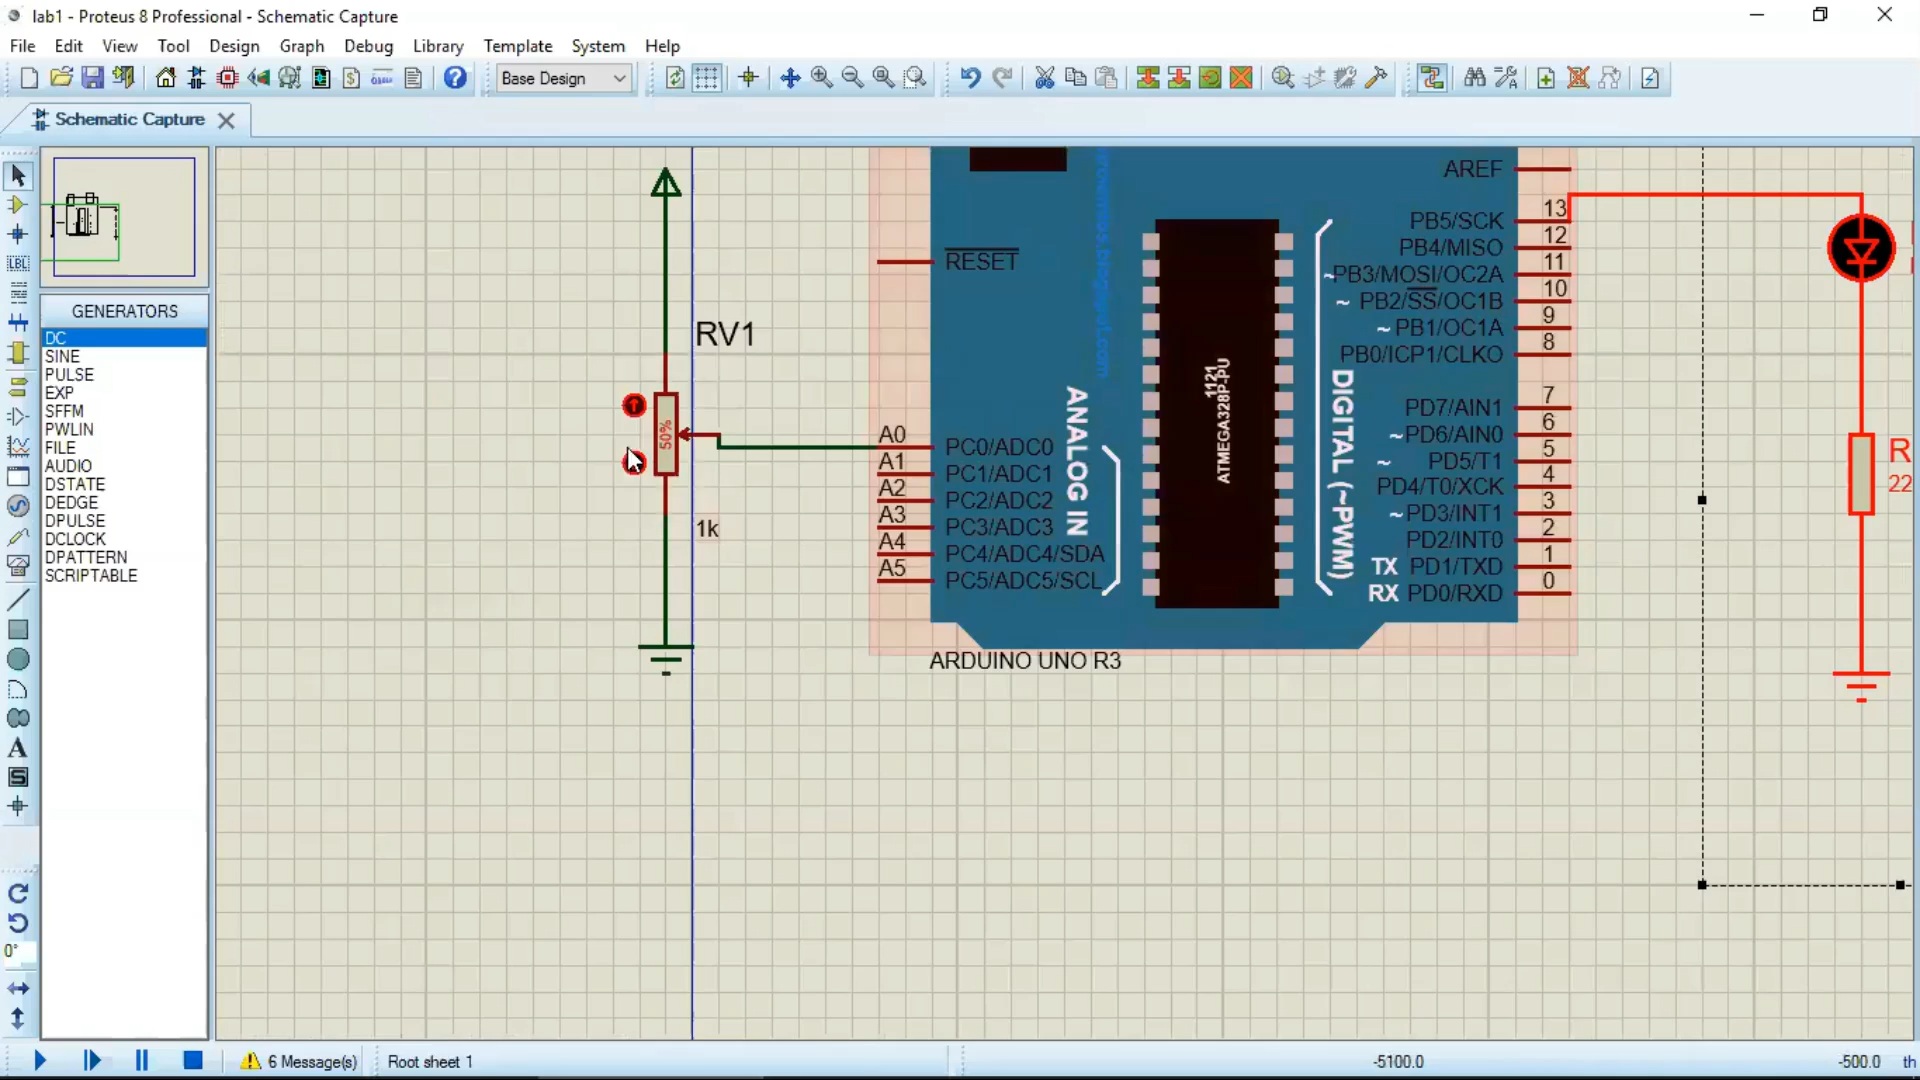 lab1 - Proteus 8 Professional - Schematic Capture
File Edit View Tool Design Graph Debug Library Template System Help
Base Design
Schematic Capture
LBL
GENERATORS
DC
SINE
PULSE
EXP
SFFM
PWLIN
FILE
AUDIO
DSTATE
DEDGE
DPULSE
DCLOCK
DPATTERN
SCRIPTABLE
A
S
0°
RV1
50%
1k
RESET
A0 PC0/ADC0
A1 PC1/ADC1
A2 PC2/ADC2
A3 PC3/ADC3
A4 PC4/ADC4/SDA
A5 PC5/ADC5/SCL
ANALOG IN
1121
ATMEGA328P-PU
DIGITAL (~PWM)
AREF
PB5/SCK 13
PB4/MISO 12
~PB3/MOSI/OC2A 11
~ PB2/SS/OC1B 10
~ PB1/OC1A 9
PB0/ICP1/CLKO 8
PD7/AIN1 7
~PD6/AIN0 6
~ PD5/T1 5
PD4/T0/XCK 4
~PD3/INT1 3
PD2/INT0 2
TX PD1/TXD 1
RX PD0/RXD 0
ARDUINO UNO R3
R
22
6 Message(s)
Root sheet 1
-5100.0
-500.0
th